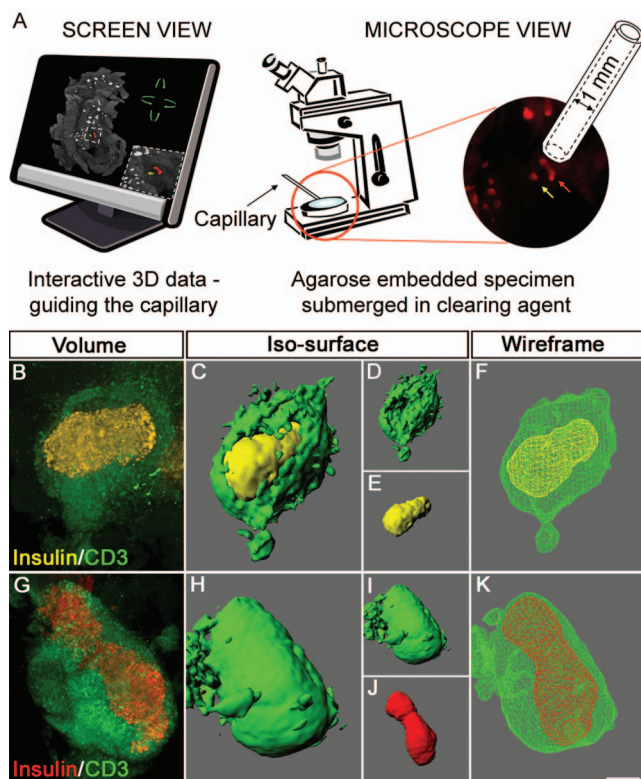 A
SCREEN VIEW
MICROSCOPE VIEW
1 mm
Capillary
Interactive 3D data -
guiding the capillary
Agarose embedded specimen
submerged in clearing agent
Volume
Iso-surface
Wireframe
B
C
D
E
F
Insulin/CD3
G
H
I
J
K
Insulin/CD3